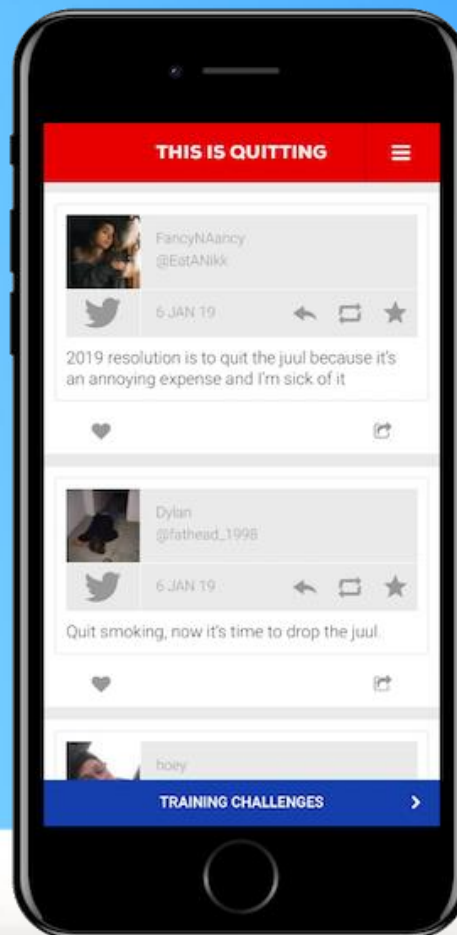 THIS IS QUITTING
FancyNAancy
@EatANikk
6 JAN 19
2019 resolution is to quit the juul because it's
an annoying expense and I'm sick of it
Dylan
@fathead_1998
6 JAN 19
Quit smoking, now it's time to drop the juul.
hoey
TRAINING CHALLENGES